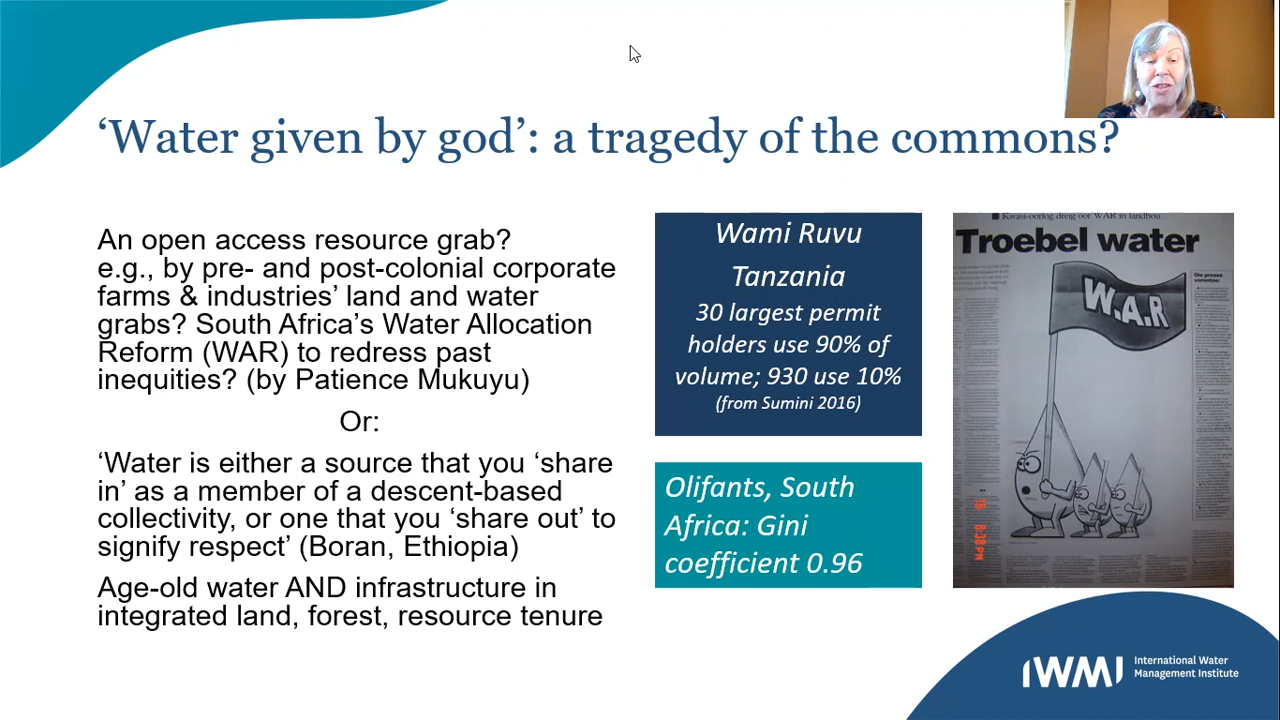 ‘Water given by god’: a tragedy of the commons?
An open access resource grab?
e.g., by pre- and post-colonial corporate
farms & industries’ land and water
grabs? South Africa’s Water Allocation
Reform (WAR) to redress past
inequities? (by Patience Mukuyu)
Or:
‘Water is either a source that you ‘share
in’ as a member of a descent-based
collectivity, or one that you ‘share out’ to
signify respect’ (Boran, Ethiopia)
Age-old water AND infrastructure in
integrated land, forest, resource tenure
Wami Ruvu
Tanzania
30 largest permit
holders use 90% of
volume; 930 use 10%
(from Sumini 2016)
Olifants, South
Africa: Gini
coefficient 0.96
Troebel water
W.A.R
IWMI
International Water
Management Institute